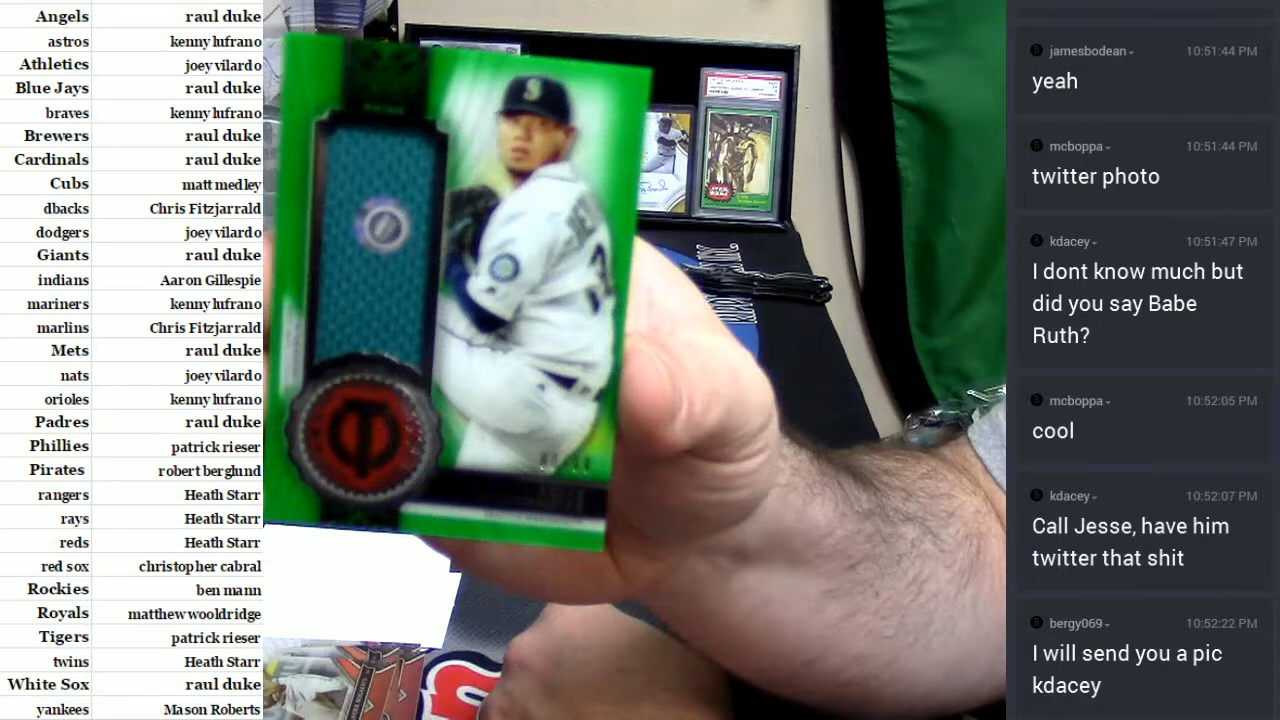 Angels raul duke
astros kenny lufrano
Athletics joey vilardo
Blue Jays raul duke
braves kenny lufrano
Brewers raul duke
Cardinals raul duke
Cubs matt medley
dbacks Chris Fitzjarrald
dodgers joey vilardo
Giants raul duke
indians Aaron Gillespie
mariners kenny lufrano
marlins Chris Fitzjarrald
Mets raul duke
nats joey vilardo
orioles kenny lufrano
Padres raul duke
Phillies patrick rieser
Pirates robert berglund
rangers Heath Starr
rays Heath Starr
reds Heath Starr
red sox christopher cabral
Rockies ben mann
Royals matthew wooldridge
Tigers patrick rieser
twins Heath Starr
White Sox raul duke
yankees Mason Roberts
S
STAR
WARS
jamesbodean 10:51:44 PM
yeah
mcboppa 10:51:44 PM
twitter photo
kdacey 10:51:47 PM
I dont know much but
did you say Babe
Ruth?
mcboppa 10:52:05 PM
cool
kdacey 10:52:07 PM
Call Jesse, have him
twitter that shit
bergy069 10:52:22 PM
I will send you a pic
kdacey